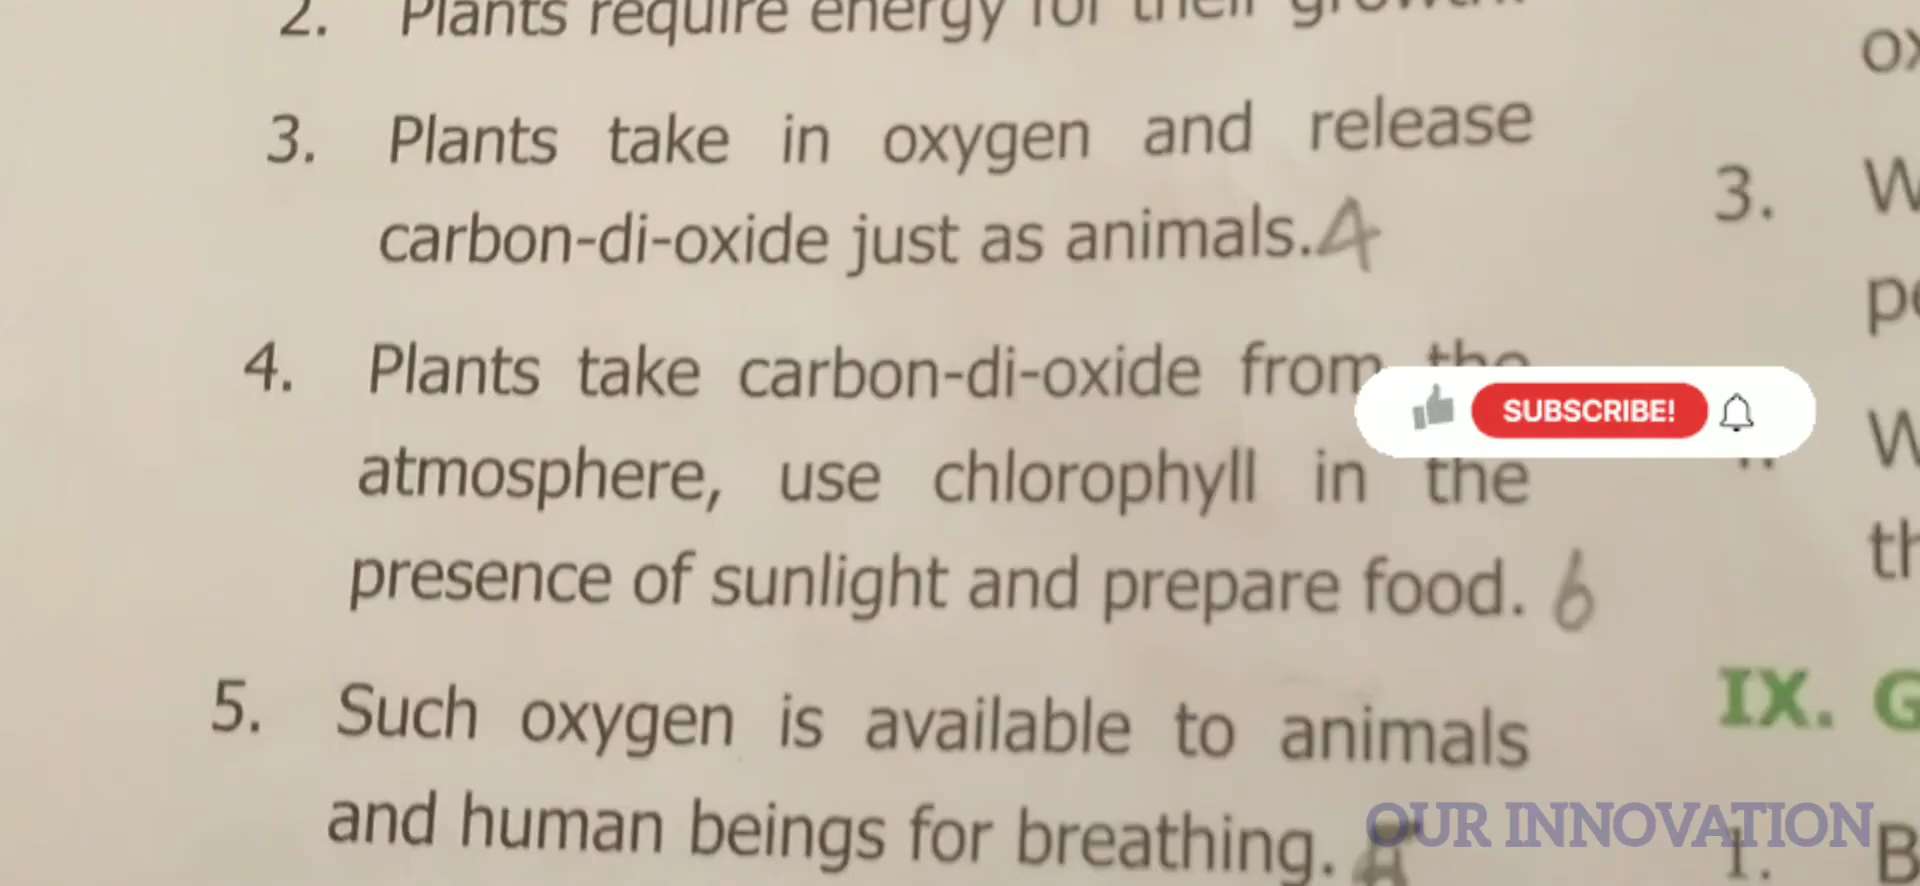 2. Plants require energy for their growth.
3. Plants take in oxygen and release
carbon-di-oxide just as animals. 4
4. Plants take carbon-di-oxide from the
atmosphere, use chlorophyll in the
presence of sunlight and prepare food. 6
5. Such oxygen is available to animals
and human beings for breathing.
SUBSCRIBE!
3.
IX.
OUR INNOVATION
1.